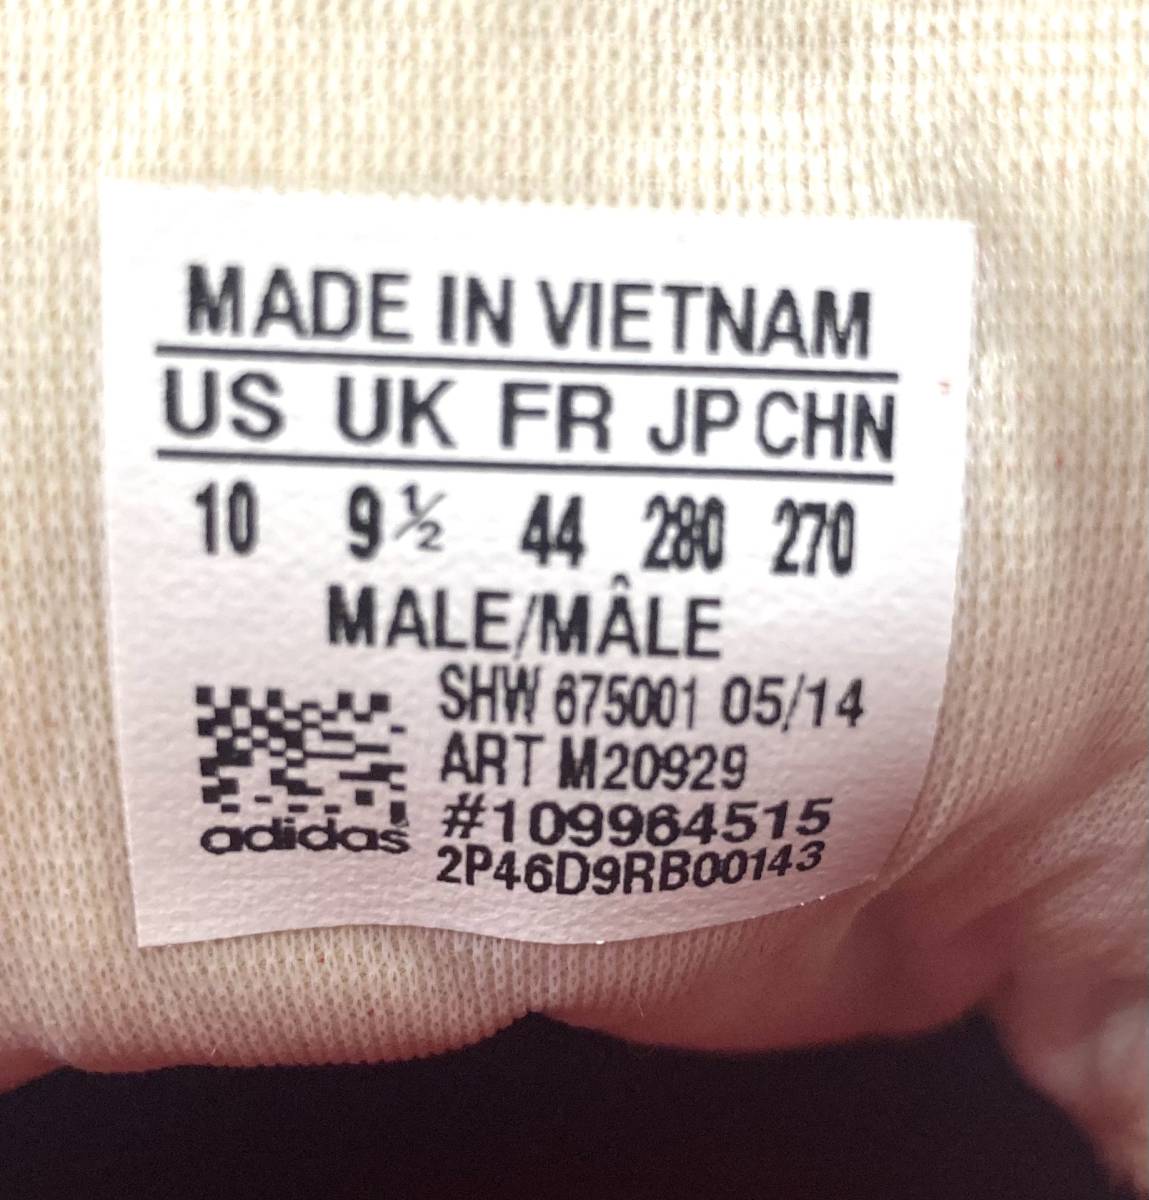 MADE IN VIETNAM
US UK FR JP CHN
10 9½ 44 280 270
MALE/MÂLE
SHW 675001 05/14
ART M20929
#109964515
2P46D9RB00143
adidas